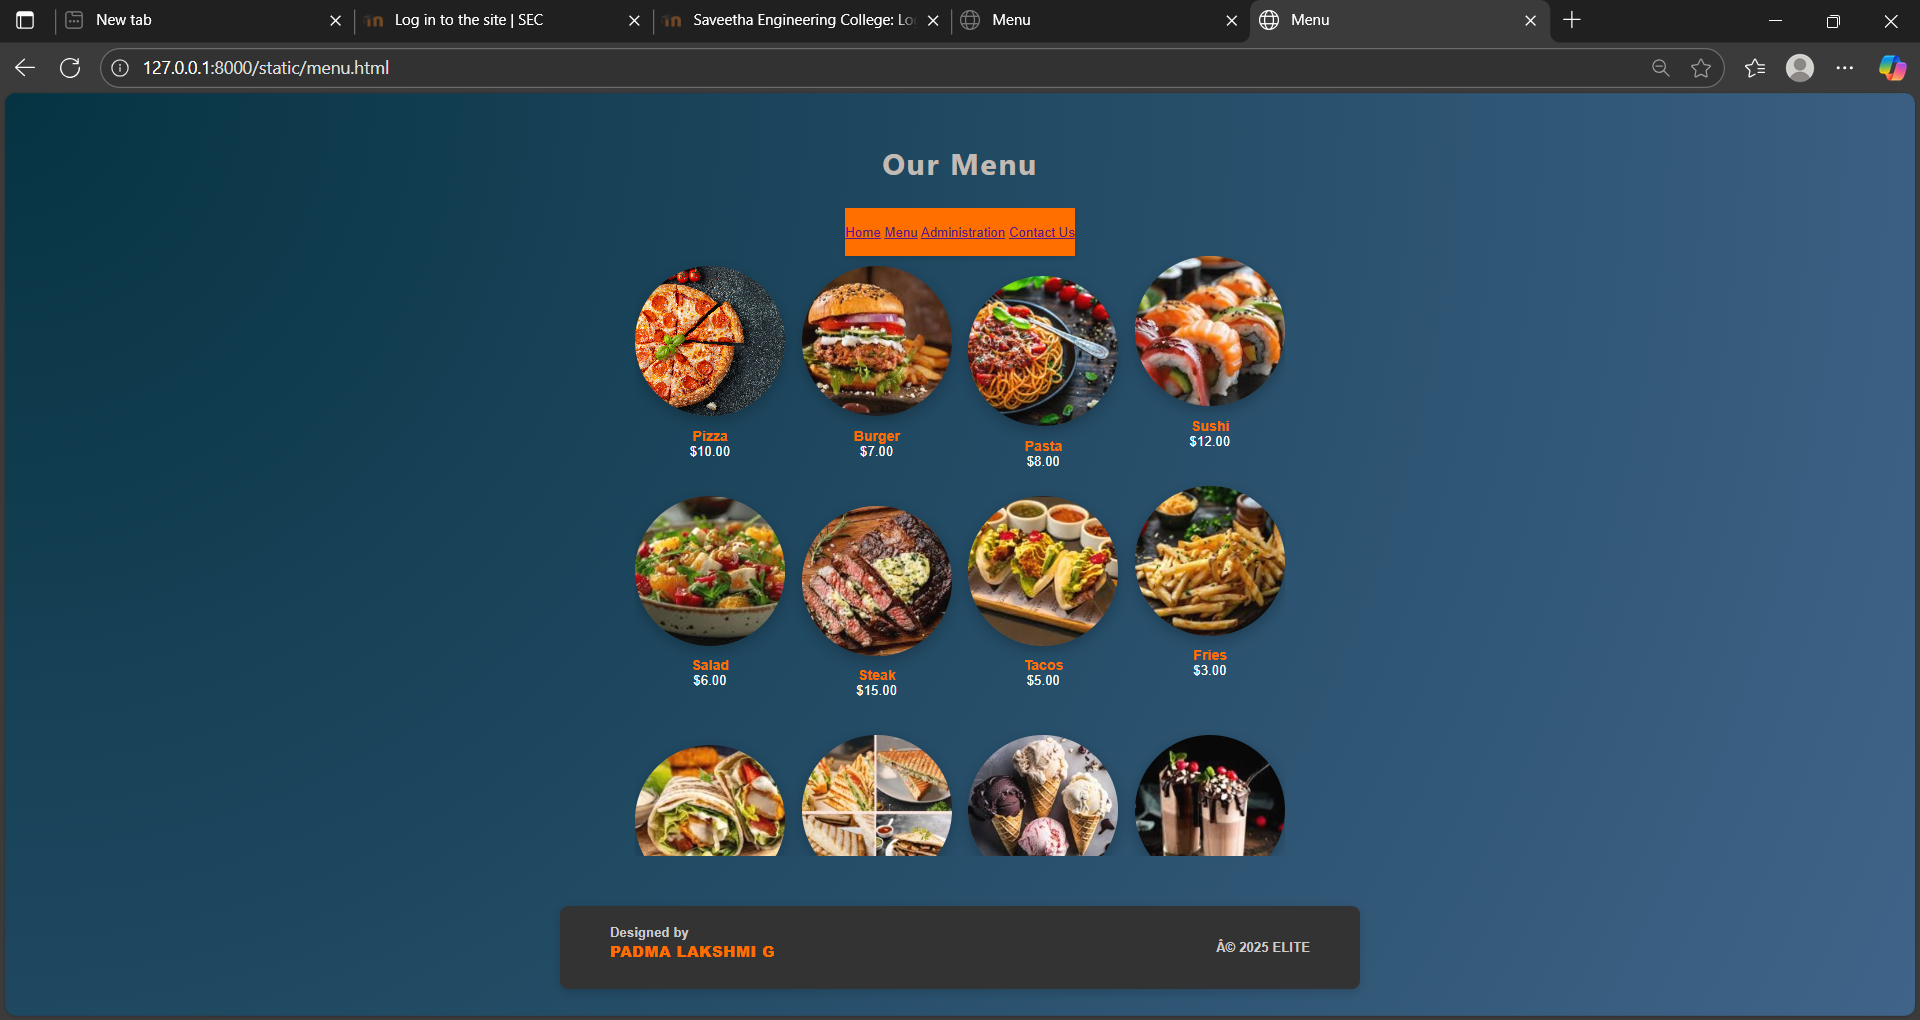 New tab
Log in to the site | SEC
Saveetha Engineering College: Lo
Menu
Menu
127.0.0.1:8000/static/menu.html
Our Menu
Home Menu Administration Contact Us
Pizza
$10.00
Burger
$7.00
Pasta
$8.00
Sushi
$12.00
Salad
$6.00
Steak
$15.00
Tacos
$5.00
Fries
$3.00
Designed by
PADMA LAKSHMI G
Â© 2025 ELITE